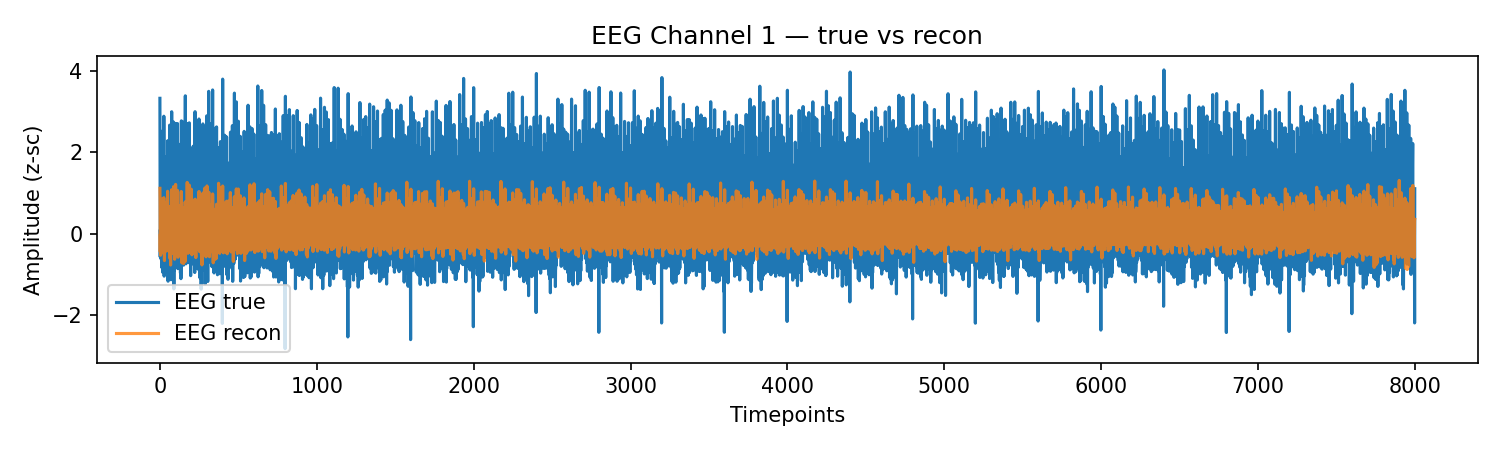 EEG Channel 1 — true vs recon
Amplitude (z-sc)
4
2
0
−2
EEG true
EEG recon
0 1000 2000 3000 4000 5000 6000 7000 8000
Timepoints